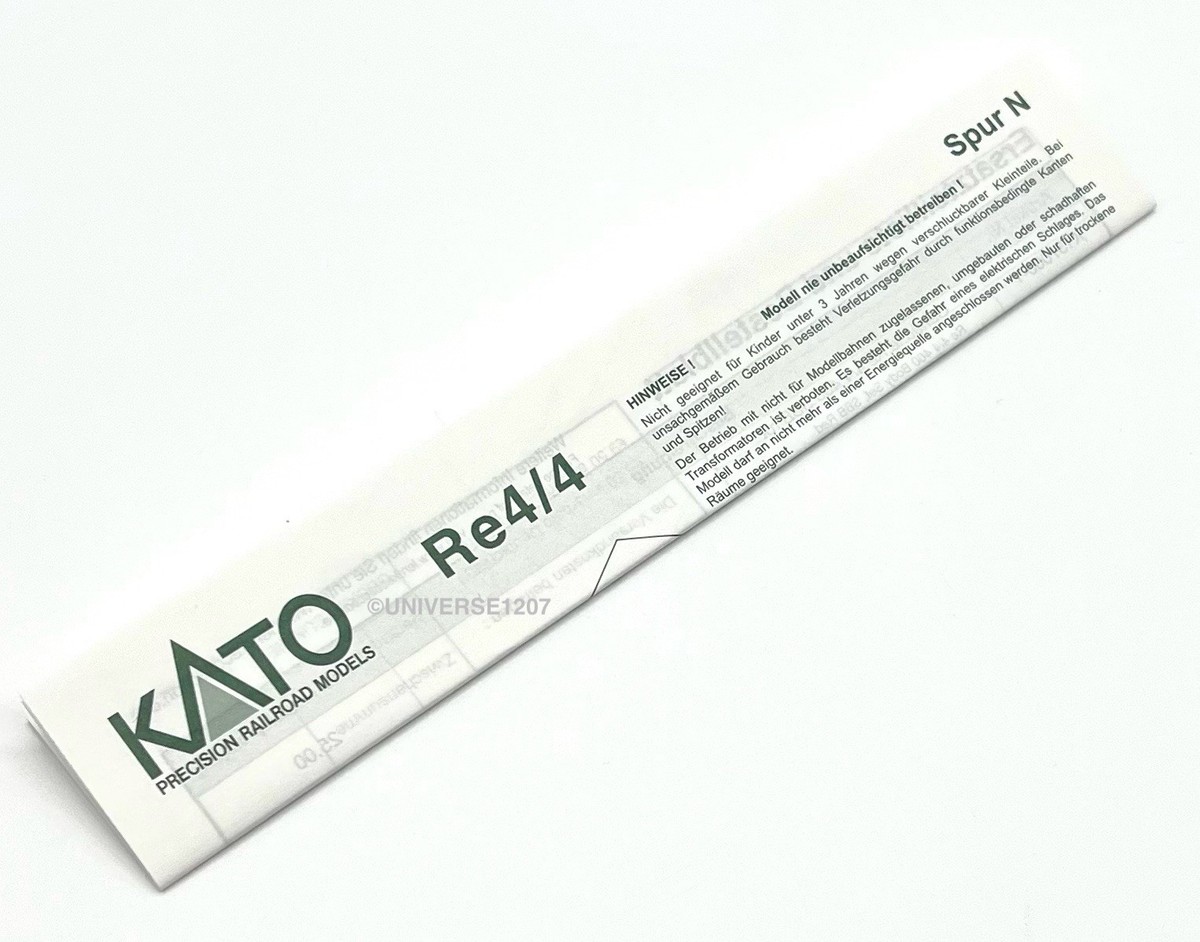 KATO
PRECISION RAILROAD MODELS
Re4/4
Spur N
HINWEISE !
Modell nie unbeaufsichtigt betreiben !
Nicht geeignet für Kinder unter 3 Jahren wegen verschluckbarer Kleinteile. Bei
unsachgemäßem Gebrauch besteht Verletzungsgefahr durch funktionsbedingte Kanten
und Spitzen!
Der Betrieb mit nicht für Modellbahnen zugelassenen, umgebauten oder schadhaften
Transformatoren ist verboten. Es besteht die Gefahr eines elektrischen Schlages. Das
Modell darf an nicht mehr als einer Energiequelle angeschlossen werden. Nur für trockene
Räume geeignet.
©UNIVERSE1207